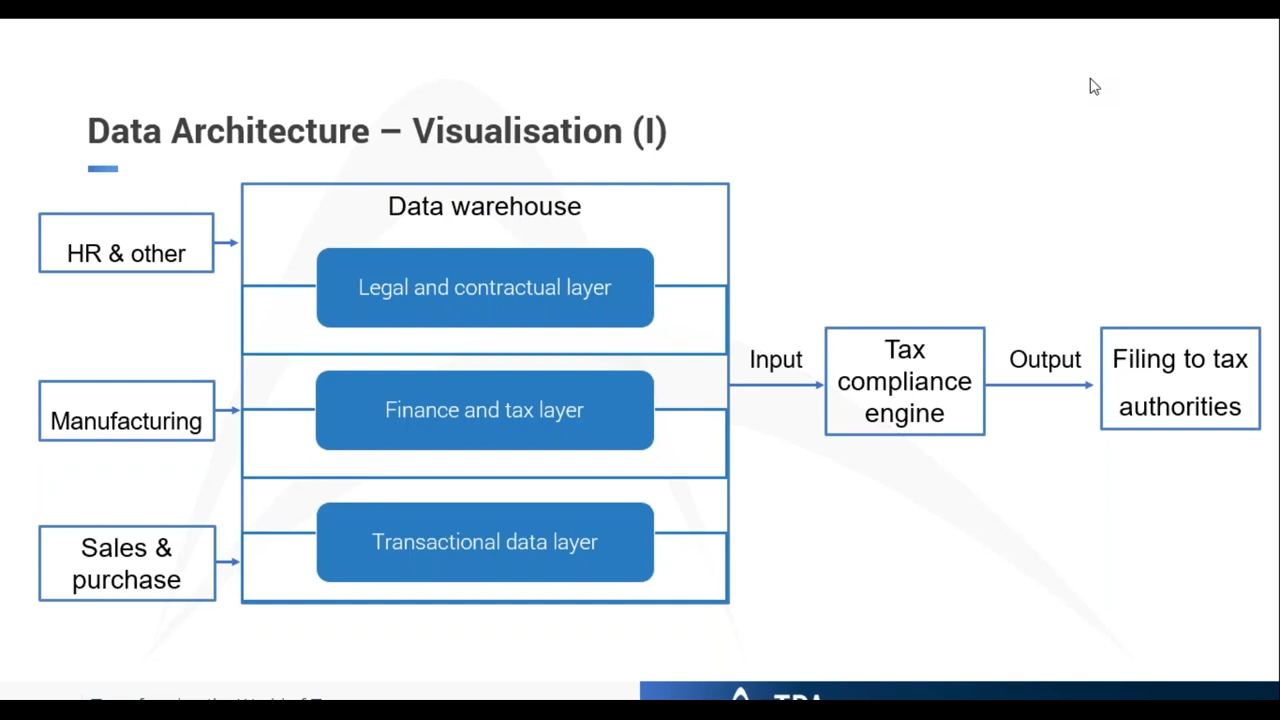 Data Architecture – Visualisation (I)
Data warehouse
HR & other
Legal and contractual layer
Manufacturing
Finance and tax layer
Sales &
purchase
Transactional data layer
Input
Tax
compliance
engine
Output
Filing to tax
authorities